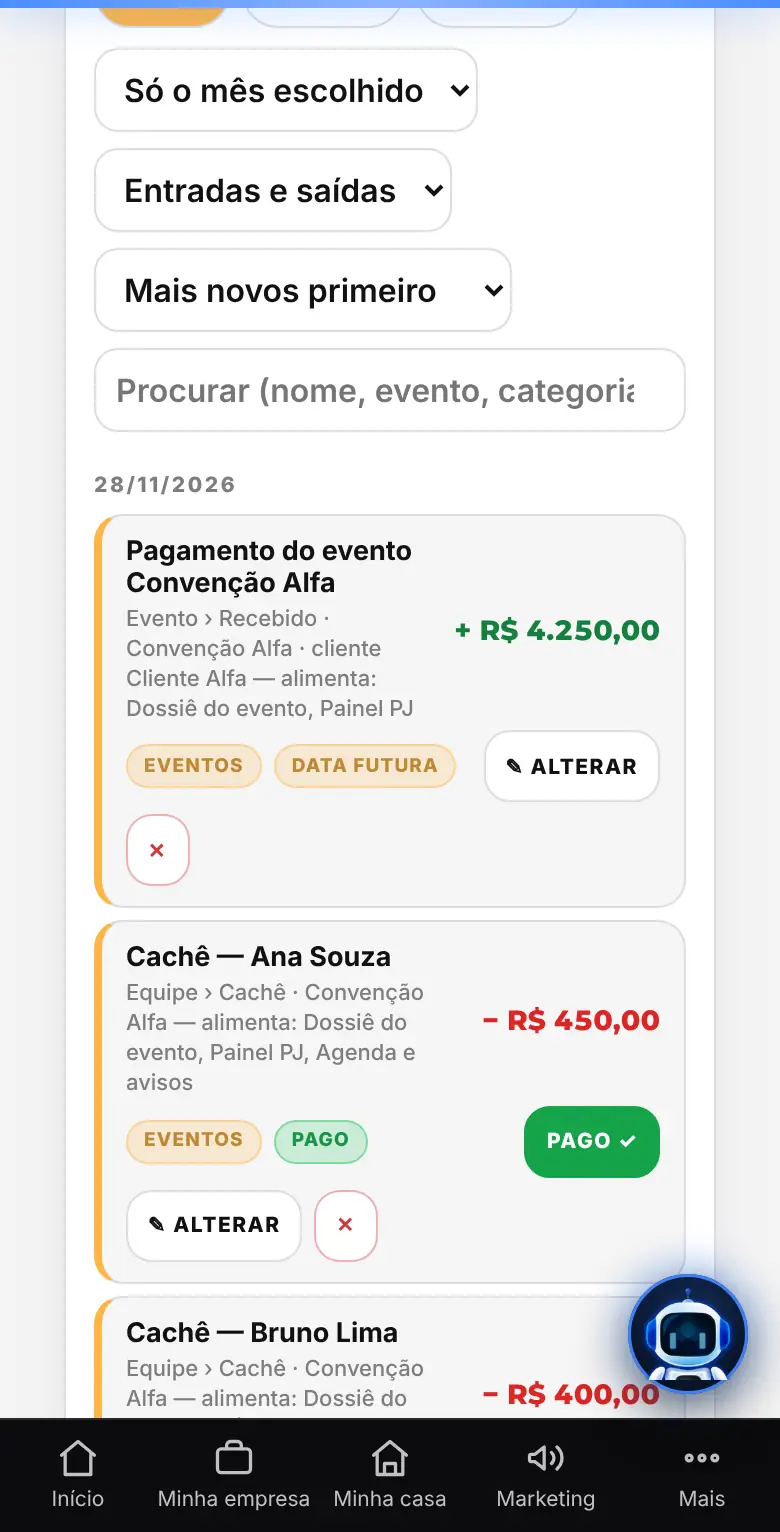 Só o mês escolhido
Entradas e saídas
Mais novos primeiro
Procurar (nome, evento, categoria
28/11/2026
Pagamento do evento
Convenção Alfa
Evento › Recebido ·
Convenção Alfa · cliente
Cliente Alfa — alimenta:
Dossiê do evento, Painel PJ
+ R$ 4.250,00
EVENTOS
DATA FUTURA
✎ ALTERAR
×
Cachê — Ana Souza
Equipe › Cachê · Convenção
Alfa — alimenta: Dossiê do
evento, Painel PJ, Agenda e
avisos
− R$ 450,00
EVENTOS
PAGO
PAGO ✓
✎ ALTERAR
×
Cachê — Bruno Lima
Equipe › Cachê · Convenção
Alfa — alimenta: Dossiê do
− R$ 400,00
Início
Minha empresa
Minha casa
Marketing
Mais